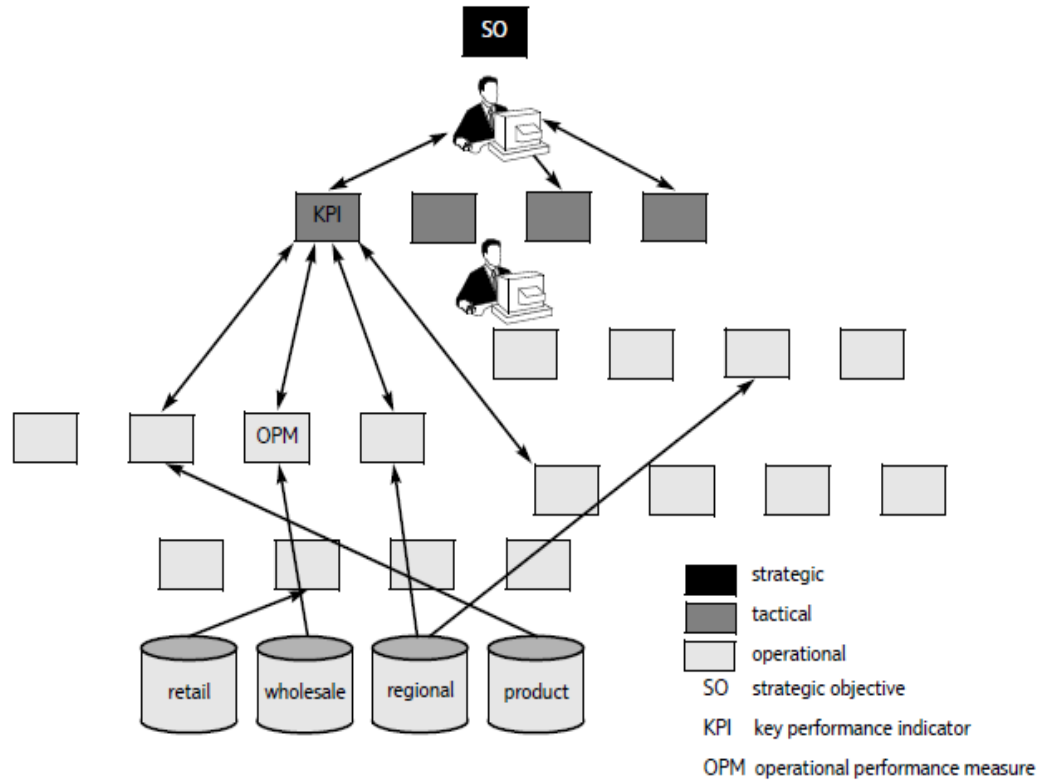 SO
KPI
OPM
retail
wholesale
regional
product
strategic
tactical
operational
SO strategic objective
KPI key performance indicator
OPM operational performance measure